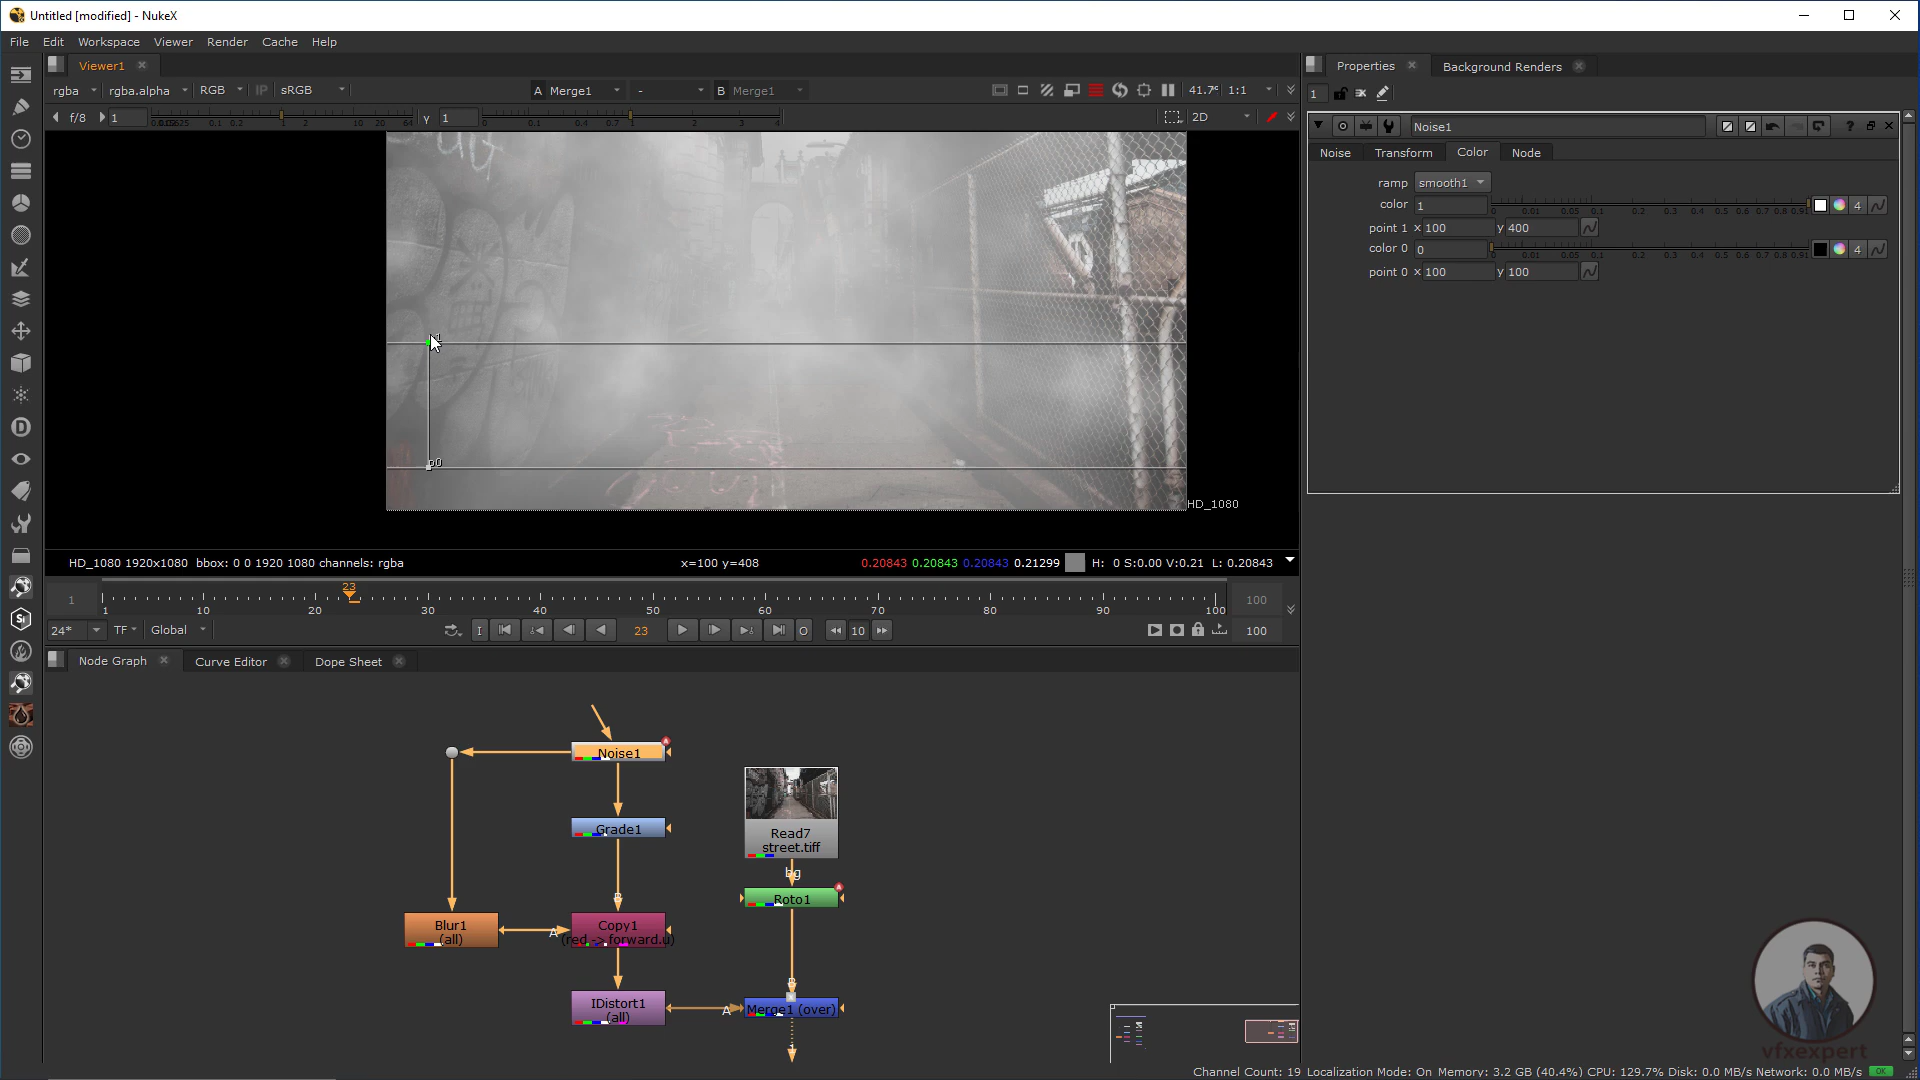 Untitled [modified] - NukeX
File Edit Workspace Viewer Render Cache Help
Viewer1
Properties
Background Renders
rgba rgba.alpha RGB IP sRGB A Merge1 - B Merge1 41.7 1:1
1
f/8 1 Y 1 2D
Noise1
Noise Transform Color Node
ramp smooth1
color 1 4
point 1 x 100 y 400
color 0 0 4
point 0 x 100 y 100
p0
HD_1080
HD_1080 1920x1080 bbox: 0 0 1920 1080 channels: rgba x=100 y=408 0.20843 0.20843 0.20843 0.21299 H: 0 S:0.00 V:0.21 L: 0.20843
23
1 1 10 20 30 40 50 60 70 80 90 100 100
24* TF Global I 23 O 10 100
Node Graph Curve Editor Dope Sheet
Noise1
Grade1
Read7
street.tiff
bg
B
Roto1
Blur1
(all)
A
Copy1
(red -> forward.u)
B
IDistort1
(all)
A
Merge1 (over)
1
vfxexpert
Channel Count: 19 Localization Mode: On Memory: 3.2 GB (40.4%) CPU: 129.7% Disk: 0.0 MB/s Network: 0.0 MB/s OK